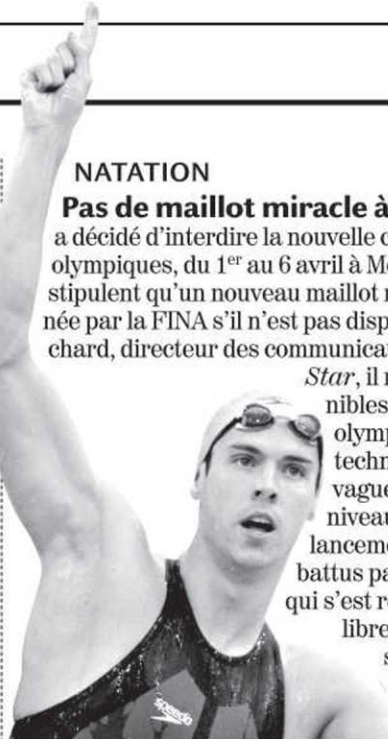 NATATION
Pas de maillot miracle à
a décidé d'interdire la nouvelle
olympiques, du 1er au 6 avril à
stipulent qu'un nouveau maillot
née par la FINA s'il n'est pas disp
chard, directeur des communica
Star, il
nibles
olymp
techn
vague
niveau
lanceme
battus pa
qui s'est
libre
speedo